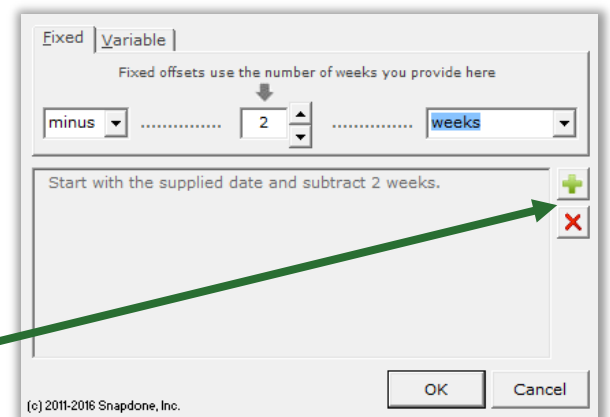 Fixed Variable
Fixed offsets use the number of weeks you provide here
minus ............... 2 ............... weeks
Start with the supplied date and subtract 2 weeks.
OK Cancel
(c) 2011-2016 Snapdone, Inc.